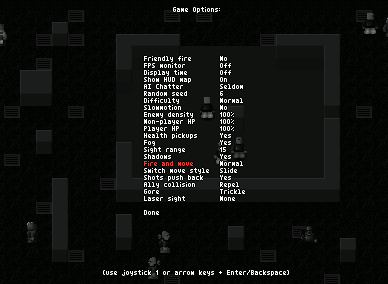 Game Options:
Friendly fire No
FPS monitor Off
Display time Off
Show HUD map On
AI Chatter Seldom
Random seed 6
Difficulty Normal
Slowmotion No
Enemy density 100%
Non-player HP 100%
Player HP 100%
Health pickups Yes
Fog Yes
Sight range 15
Shadows Yes
Fire and move Normal
Switch move style Slide
Shots push back Yes
Ally collision Repel
Gore Trickle
Laser sight None
Done
(use joystick 1 or arrow keys + Enter/Backspace)